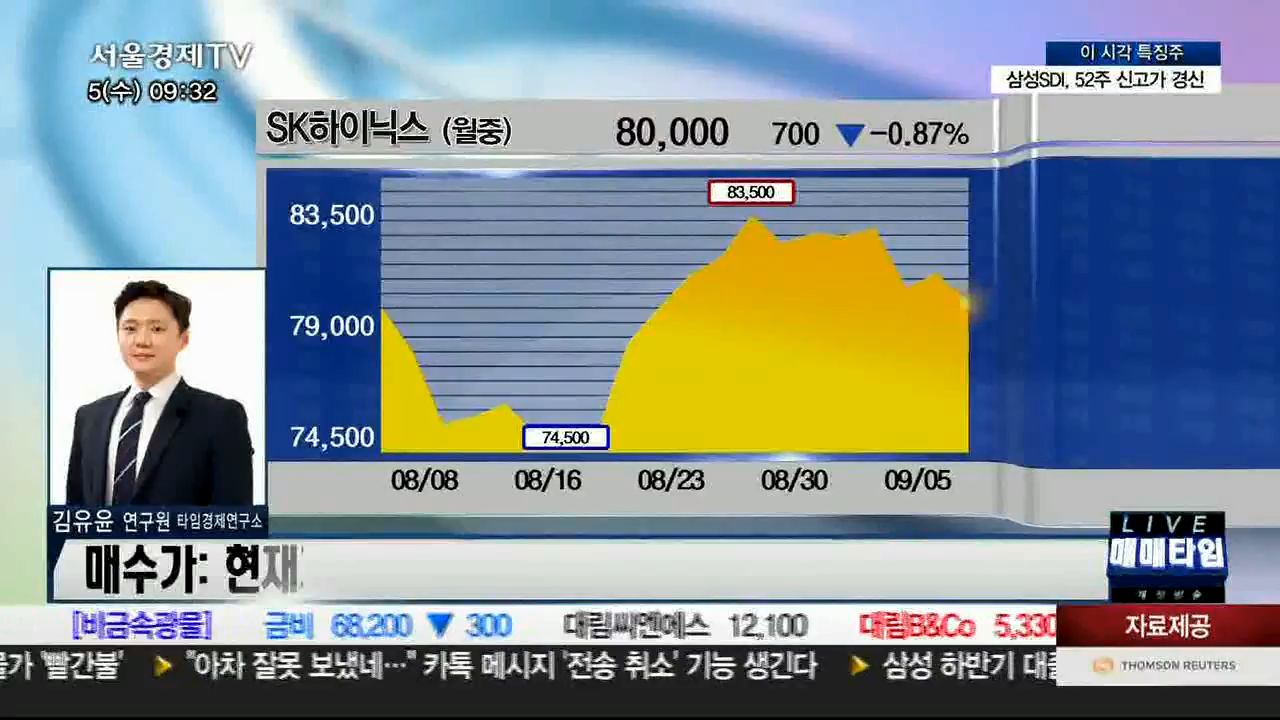 서울경제TV
5(수) 09:32
이 시각 특징주
삼성SDI, 52주 신고가 경신
SK하이닉스 (월중) 80,000 700 ▼-0.87%
83,500
83,500
79,000
74,500
74,500
08/08 08/16 08/23 08/30 09/05
김유윤 연구원 타임경제연구소
매수가: 현재
LIVE
매매타임
[비금속광물] 금비 68,200 ▼ 300 대림씨엔에스 12,100 대림B&Co 5,330
자료제공
'빨간불' "아차 잘못 보냈네…" 카톡 메시지 '전송 취소' 기능 생긴다 삼성 하반기
THOMSON REUTERS